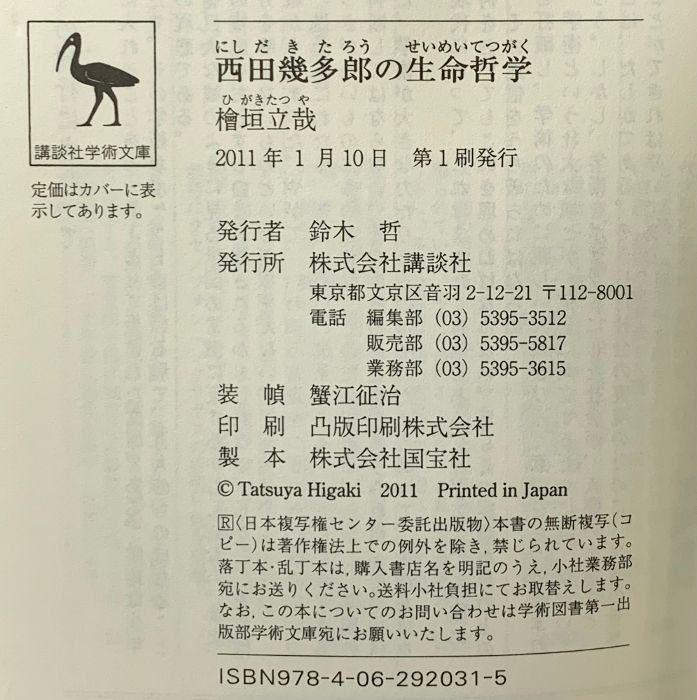 講談社学術文庫
定価はカバーに表
示してあります。
にしだきたろう せいめいてつがく
西田幾多郎の生命哲学
ひがきたつや
檜垣立哉
2011年1月10日 第1刷発行
発行者 鈴木 哲
発行所 株式会社講談社
東京都文京区音羽 2-12-21 〒112-8001
電話 編集部 (03) 5395-3512
販売部 (03) 5395-5817
業務部 (03) 5395-3615
装 幀 蟹江征治
印 刷 凸版印刷株式会社
製 本 株式会社国宝社
© Tatsuya Higaki 2011 Printed in Japan
Ⓡ〈日本複写権センター委託出版物〉本書の無断複写(コ
ピー)は著作権法上での例外を除き,禁じられています。
落丁本・乱丁本は,購入書店名を明記のうえ,小社業務部
宛にお送りください。送料小社負担にてお取替えします。
なお,この本についてのお問い合わせは学術図書第一出
版部学術文庫宛にお願いいたします。
ISBN978-4-06-292031-5